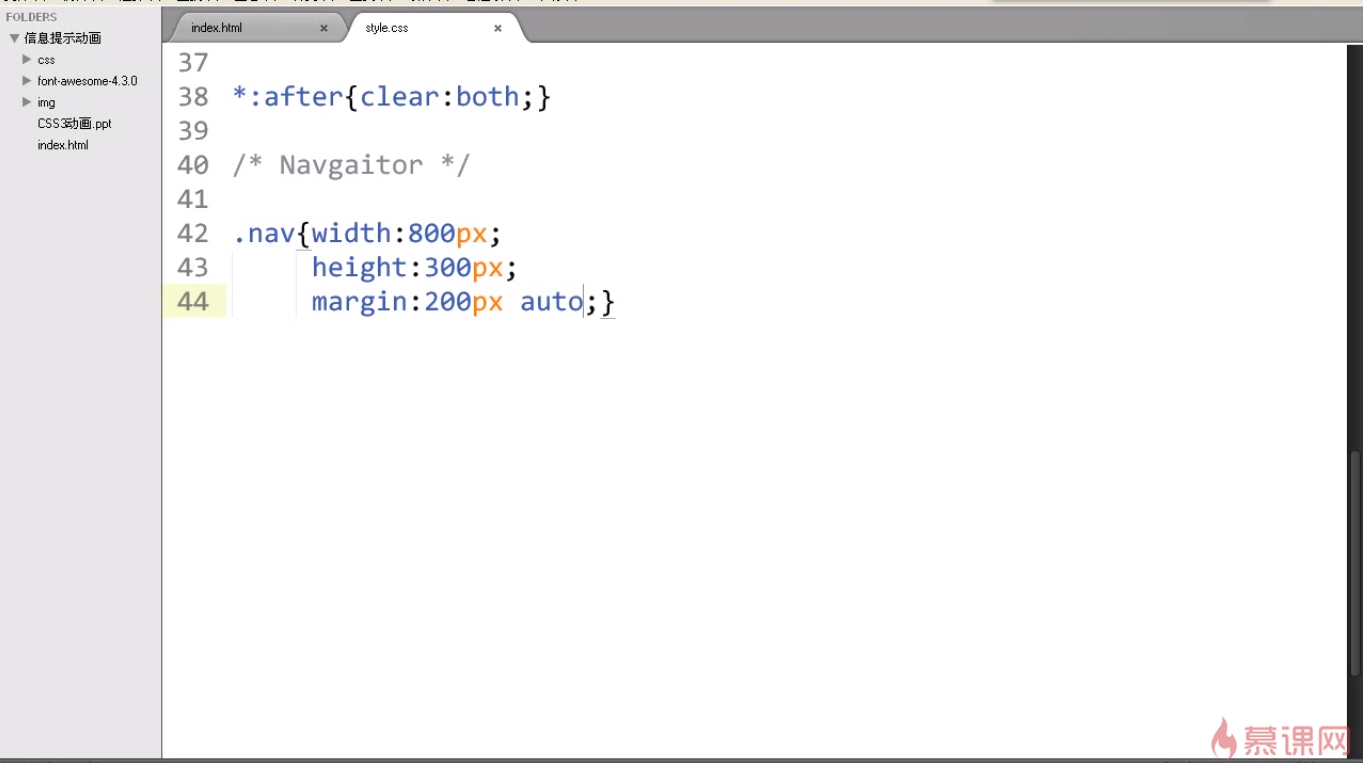 FOLDERS
信息提示动画
css
font-awesome-4.3.0
img
CSS3动画.ppt
index.html
index.html ×
style.css ×
37
38 *:after{clear:both;}
39
40 /* Navgaitor */
41
42 .nav{width:800px;
43 height:300px;
44 margin:200px auto;}
慕课网